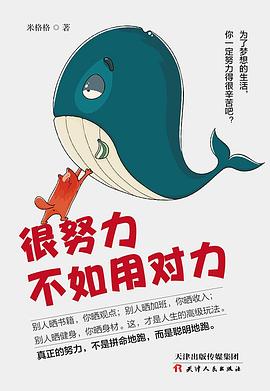 米格格 ◎ 著
为了梦想的生活，
你一定努力得很辛苦吧？
很努力
不如用对力
别人晒书籍，你晒观点；别人晒加班，你晒收入；
别人晒健身，你晒身材。这，才是人生的高级玩法。
真正的努力，不是拼命地跑，而是聪明地跑。
天津出版传媒集团
天津人民出版社